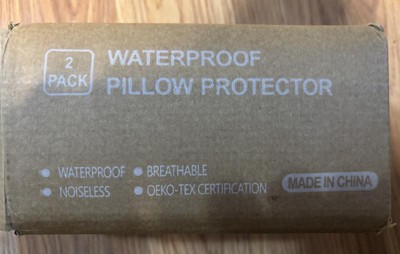 2
PACK
WATERPROOF
PILLOW PROTECTOR
WATERPROOF BREATHABLE
NOISELESS OEKO-TEX CERTIFICATION
MADE IN CHINA